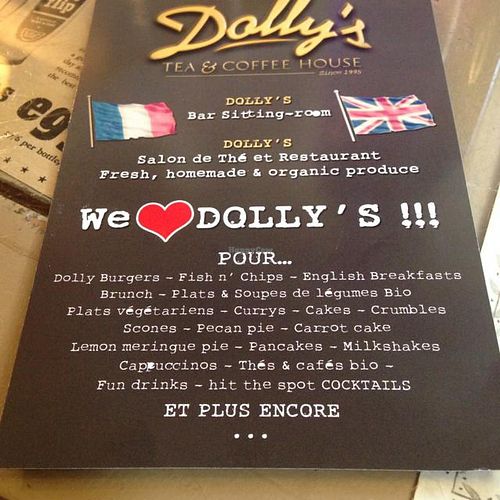 Dolly's
TEA & COFFEE HOUSE
Since 1995
DOLLY'S
Bar Sitting-room
DOLLY'S
Salon de Thé et Restaurant
Fresh, homemade & organic produce
We ❤ DOLLY'S !!!
POUR...
Dolly Burgers - Fish n' Chips - English Breakfasts
Brunch - Plats & Soupes de légumes Bio
Plats végétariens - Currys - Cakes - Crumbles
Scones - Pecan pie - Carrot cake
Lemon meringue pie - Pancakes - Milkshakes
Cappuccinos - Thés & cafés bio -
Fun drinks - hit the spot COCKTAILS
ET PLUS ENCORE
...
flip
per bottle